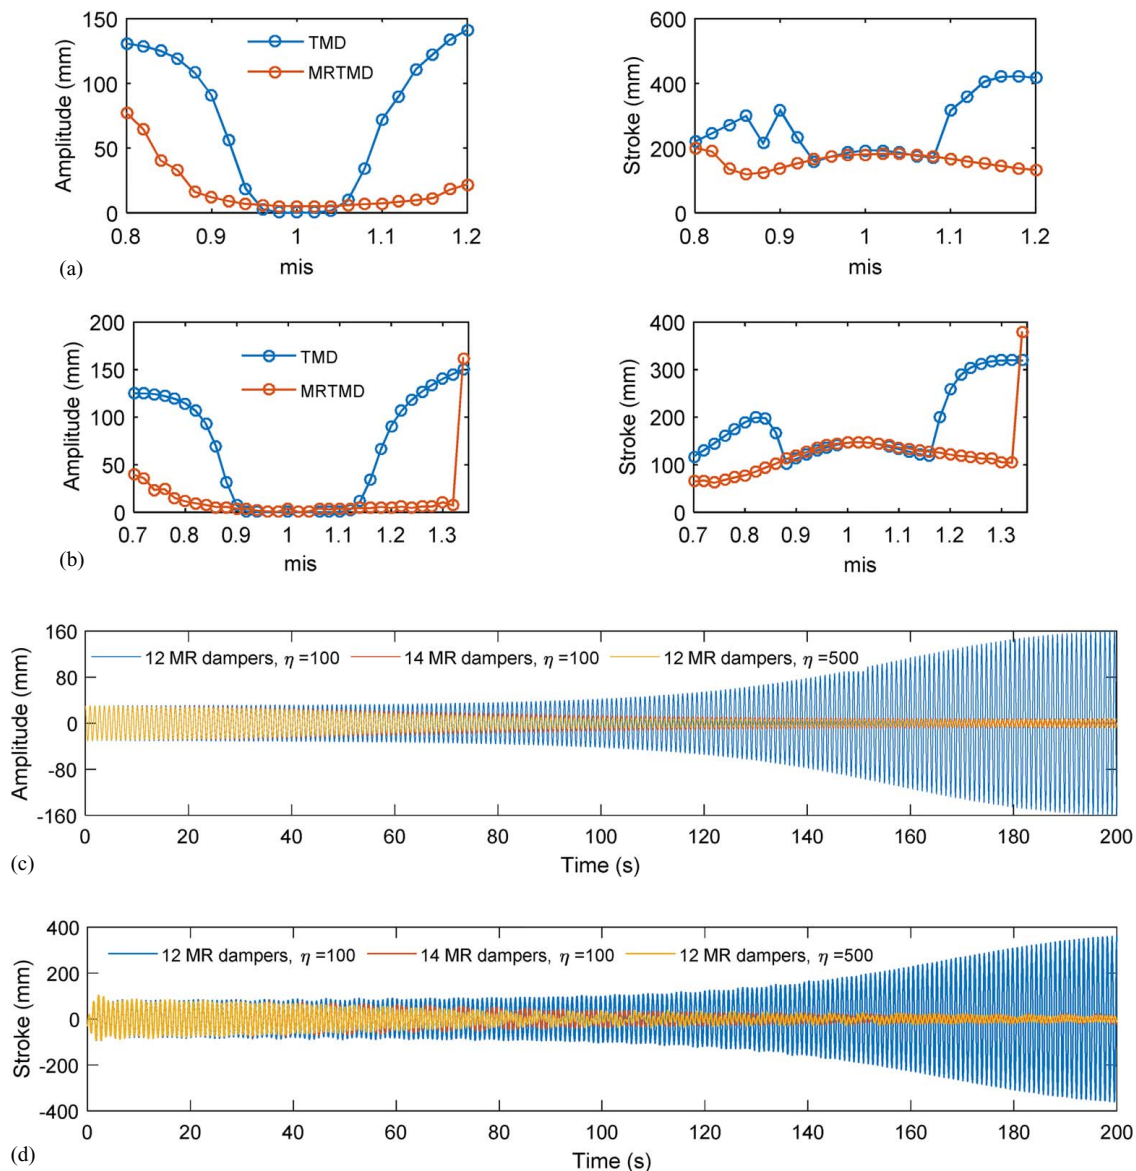 150
100
50
0
Amplitude (mm)
TMD
MRTMD
0.8 0.9 1 1.1 1.2
mis
600
400
200
0
Stroke (mm)
0.8 0.9 1 1.1 1.2
mis
(a)
200
150
100
50
0
Amplitude (mm)
TMD
MRTMD
0.7 0.8 0.9 1 1.1 1.2 1.3
mis
400
300
200
100
0
Stroke (mm)
0.7 0.8 0.9 1 1.1 1.2 1.3
mis
(b)
160
80
0
-80
-160
Amplitude (mm)
12 MR dampers, η =100 14 MR dampers, η =100 12 MR dampers, η =500
0 20 40 60 80 100 120 140 160 180 200
Time (s)
(c)
400
200
0
-200
-400
Stroke (mm)
12 MR dampers, η =100 14 MR dampers, η =100 12 MR dampers, η =500
0 20 40 60 80 100 120 140 160 180 200
Time (s)
(d)